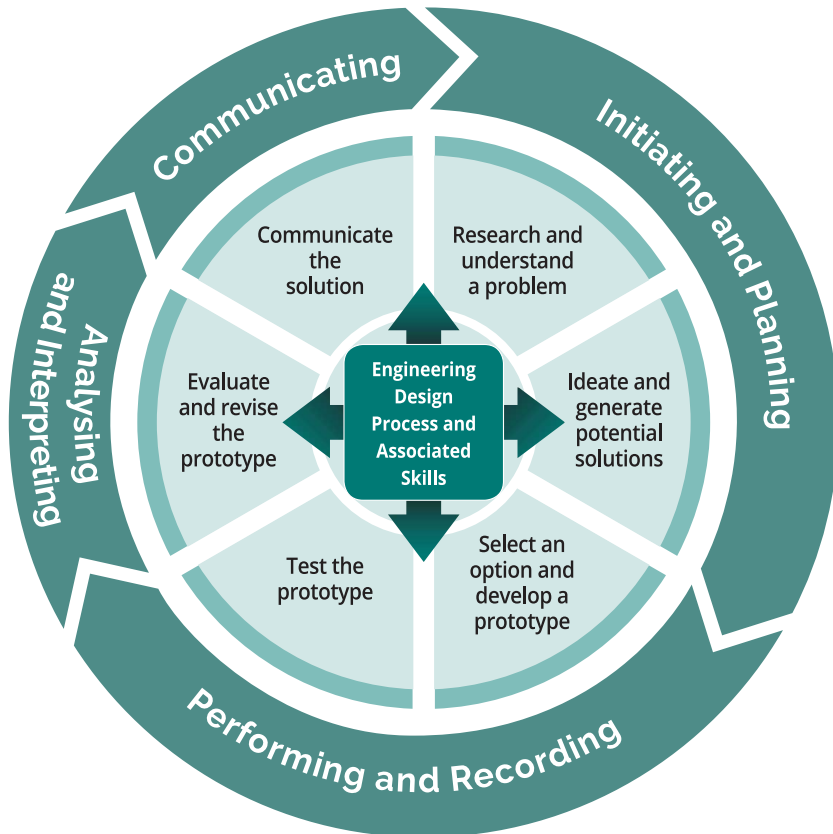 Communicating
Initiating and Planning
Performing and Recording
Analysing
and Interpreting
Communicate
the
solution
Research and
understand
a problem
Ideate and
generate
potential
solutions
Select an
option and
develop a
prototype
Test the
prototype
Evaluate
and revise
the
prototype
Engineering
Design
Process and
Associated
Skills